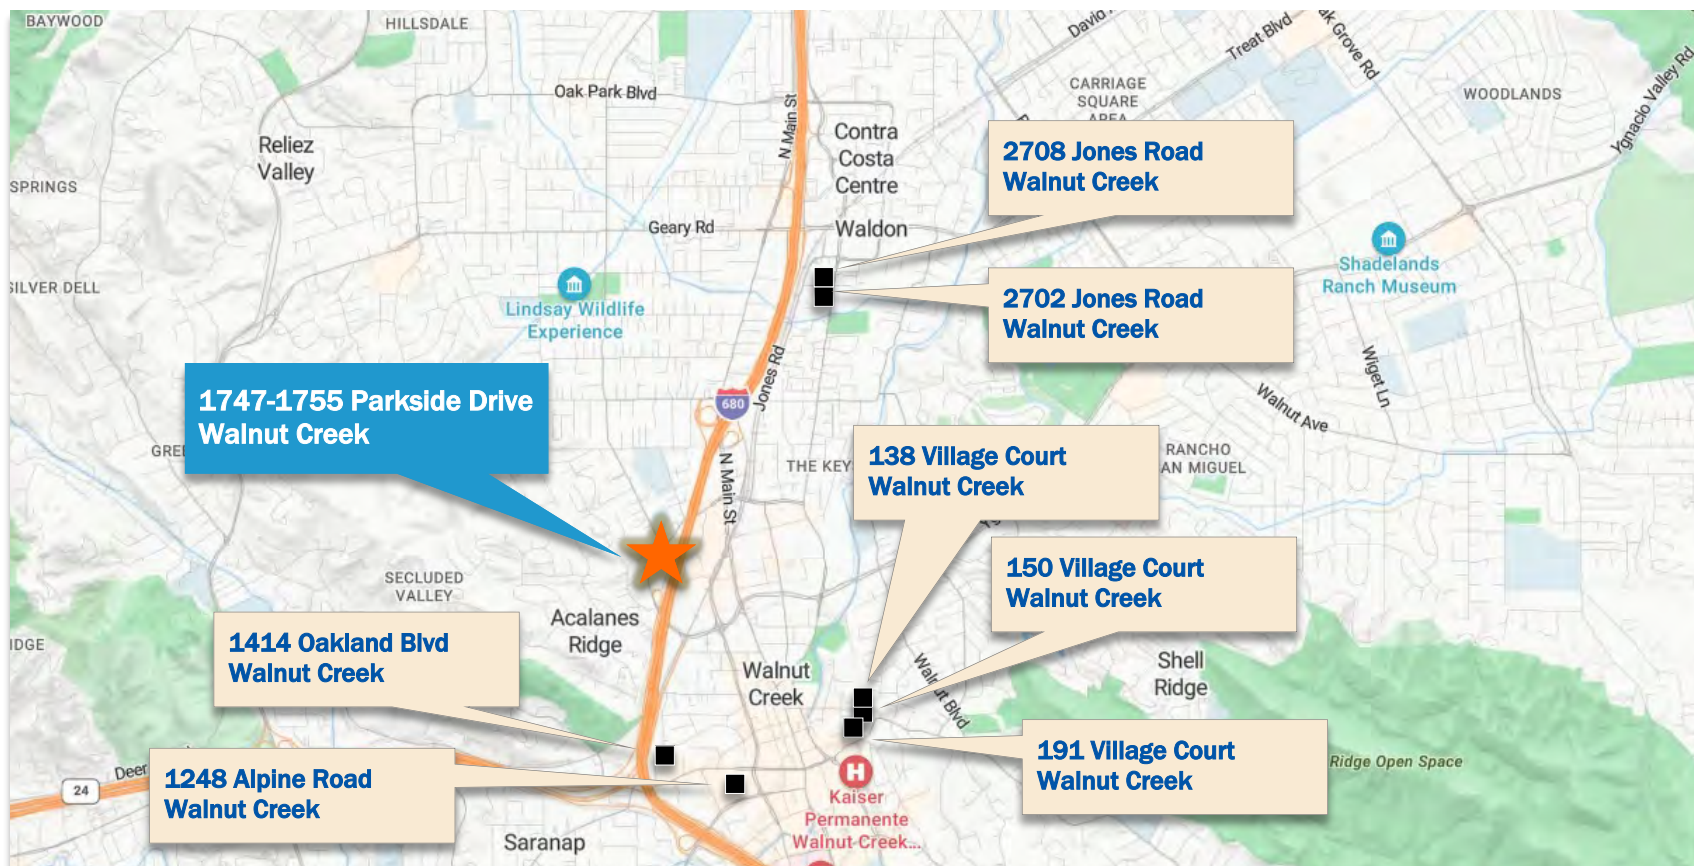 BAYWOOD
HILLSDALE
Oak Park Blvd
N Main St
Treat Blvd
Oak Grove Rd
CARRIAGE
SQUARE
AREA
WOODLANDS
Ygnacio Valley Rd
Reliez
Valley
Contra
Costa
Centre
2708 Jones Road
Walnut Creek
SPRINGS
Geary Rd
Waldon
Shadelands
Ranch Museum
SILVER DELL
Lindsay Wildlife
Experience
2702 Jones Road
Walnut Creek
Jones Rd
Wiget Ln
Walnut Ave
680
1747-1755 Parkside Drive
Walnut Creek
N Main St
THE KEY
138 Village Court
Walnut Creek
RANCHO
AN MIGUEL
150 Village Court
Walnut Creek
SECLUDED
VALLEY
Acalanes
Ridge
1414 Oakland Blvd
Walnut Creek
Walnut
Creek
Walnut Blvd
Shell
Ridge
191 Village Court
Walnut Creek
Ridge Open Space
24
Deer
1248 Alpine Road
Walnut Creek
H
Kaiser
Permanente
Walnut Creek...
Saranap